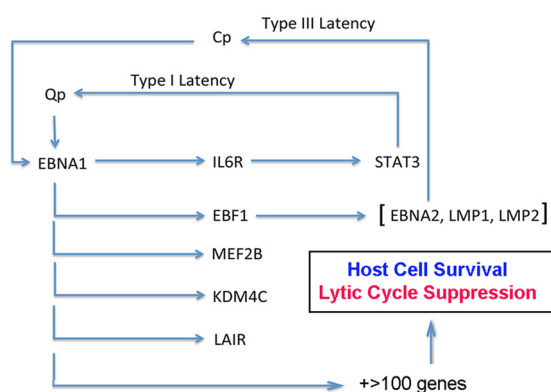 Type III Latency
Cp
Type I Latency
Qp
EBNA1
IL6R
STAT3
EBF1
[ EBNA2, LMP1, LMP2]
MEF2B
Host Cell Survival
Lytic Cycle Suppression
KDM4C
LAIR
+>100 genes